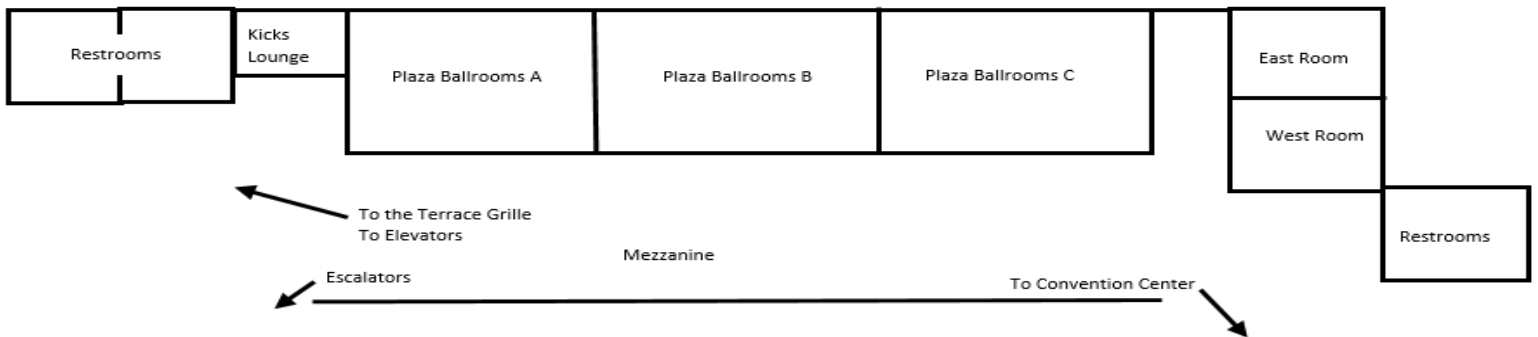 Restrooms
Kicks
Lounge
Plaza Ballrooms A
Plaza Ballrooms B
Plaza Ballrooms C
East Room
West Room
Restrooms
To the Terrace Grille
To Elevators
Mezzanine
Escalators
To Convention Center